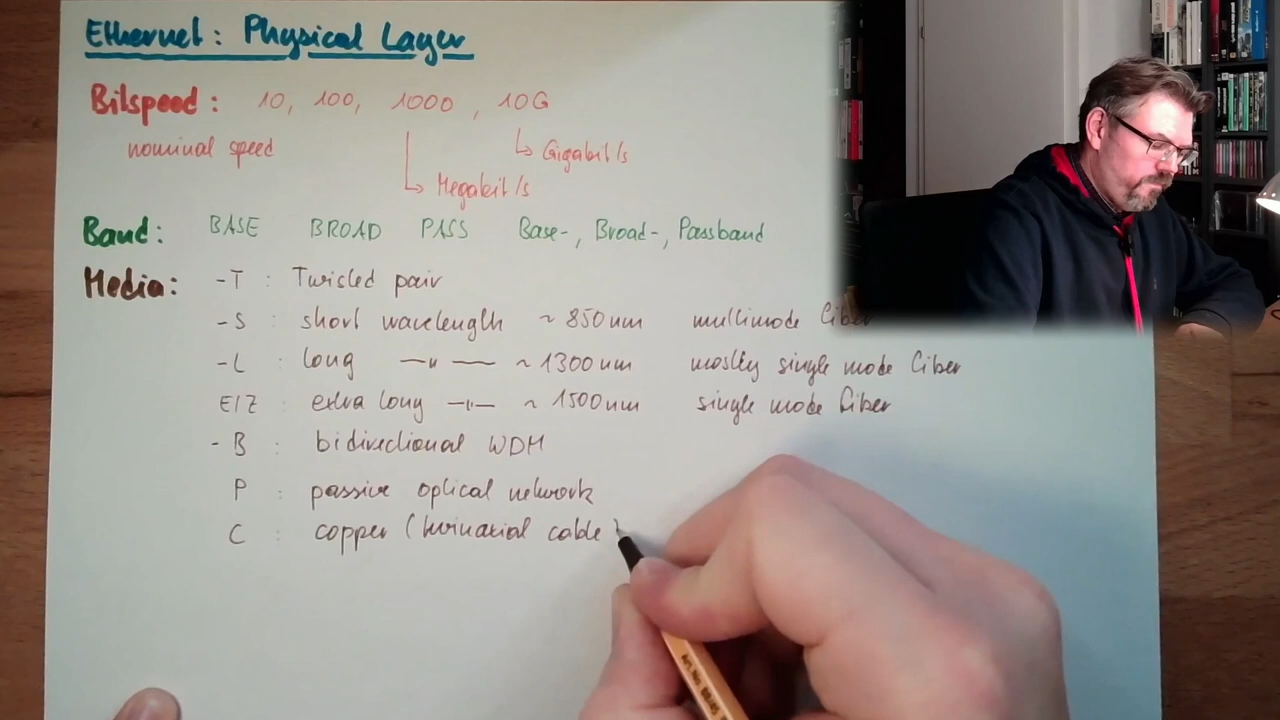 Ethernet: Physical Layer
Bitspeed: 10, 100, 1000, 10G
nominal speed
Gigabit/s
Megabit/s
Band: BASE BROAD PASS Base-, Broad-, Passband
Media: -T : Twisted pair
-S : short wavelength ~ 850nm multimode fiber
-L : long —"— ~ 1300nm mostly single mode fiber
E/Z : extra long —"— ~ 1500nm single mode fiber
-B : bidirectional WDM
P : passive optical network
C : copper (twinaxial cable)